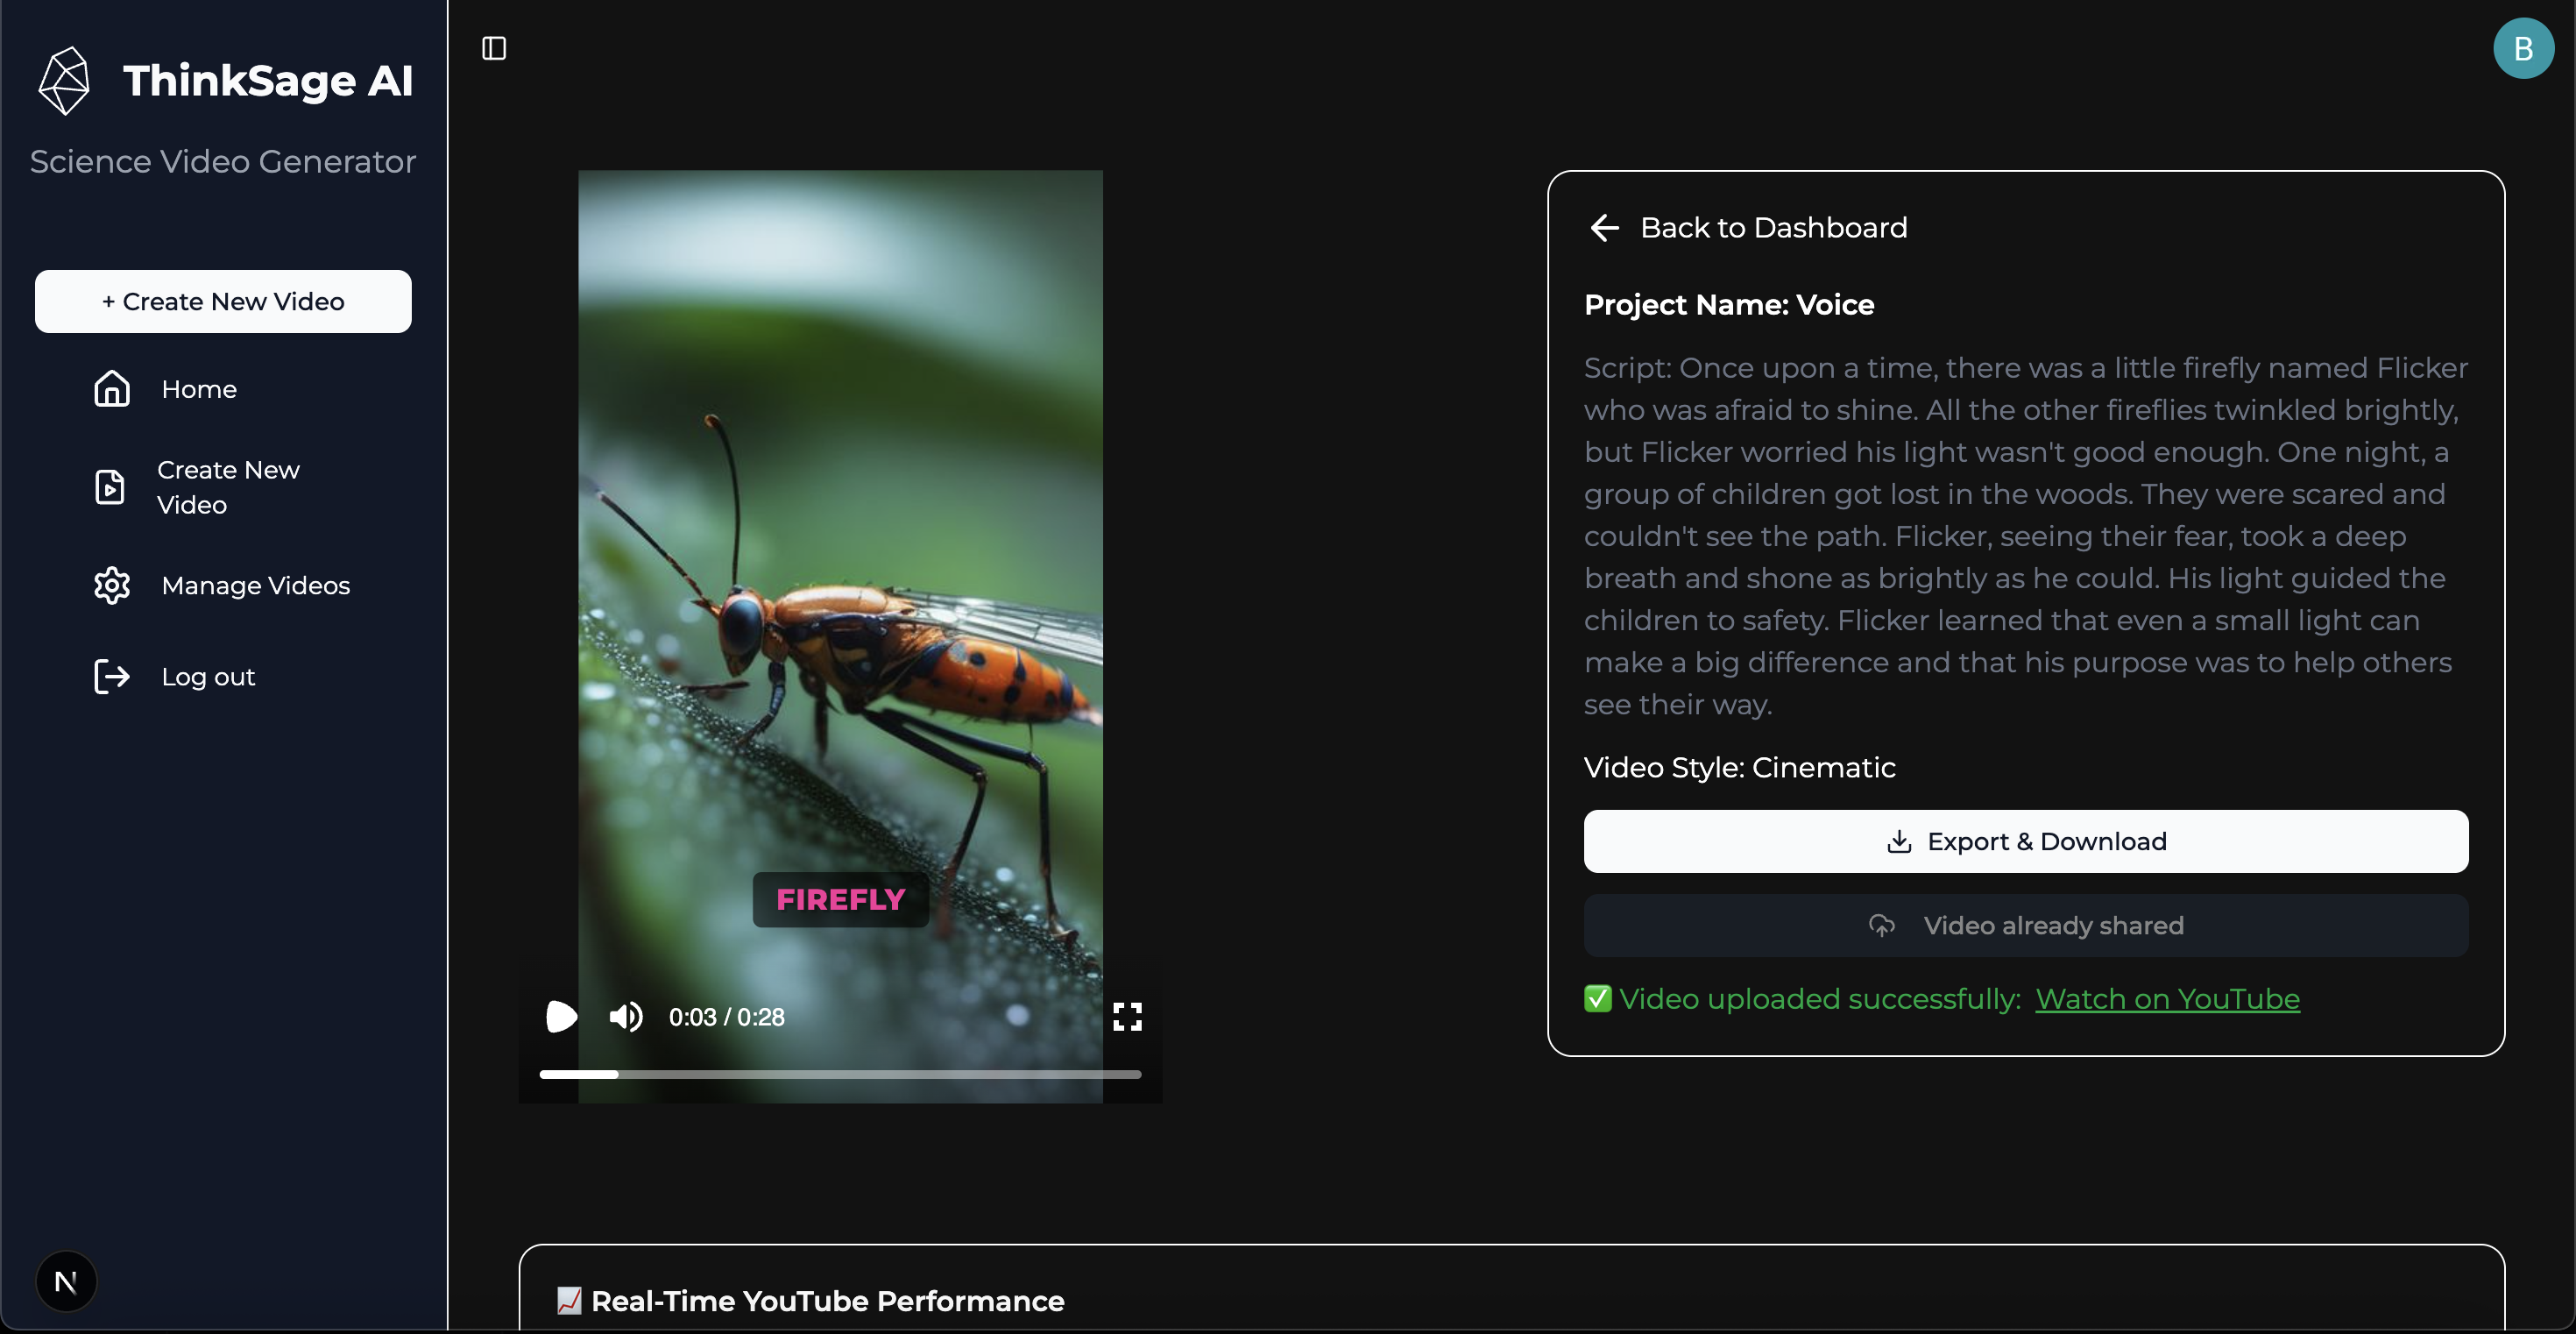 ThinkSage AI
Science Video Generator
+ Create New Video
Home
Create New
Video
Manage Videos
Log out
N
B
FIREFLY
0:03 / 0:28
Back to Dashboard
Project Name: Voice
Script: Once upon a time, there was a little firefly named Flicker
who was afraid to shine. All the other fireflies twinkled brightly,
but Flicker worried his light wasn't good enough. One night, a
group of children got lost in the woods. They were scared and
couldn't see the path. Flicker, seeing their fear, took a deep
breath and shone as brightly as he could. His light guided the
children to safety. Flicker learned that even a small light can
make a big difference and that his purpose was to help others
see their way.
Video Style: Cinematic
Export & Download
Video already shared
✅ Video uploaded successfully: Watch on YouTube
📈 Real-Time YouTube Performance